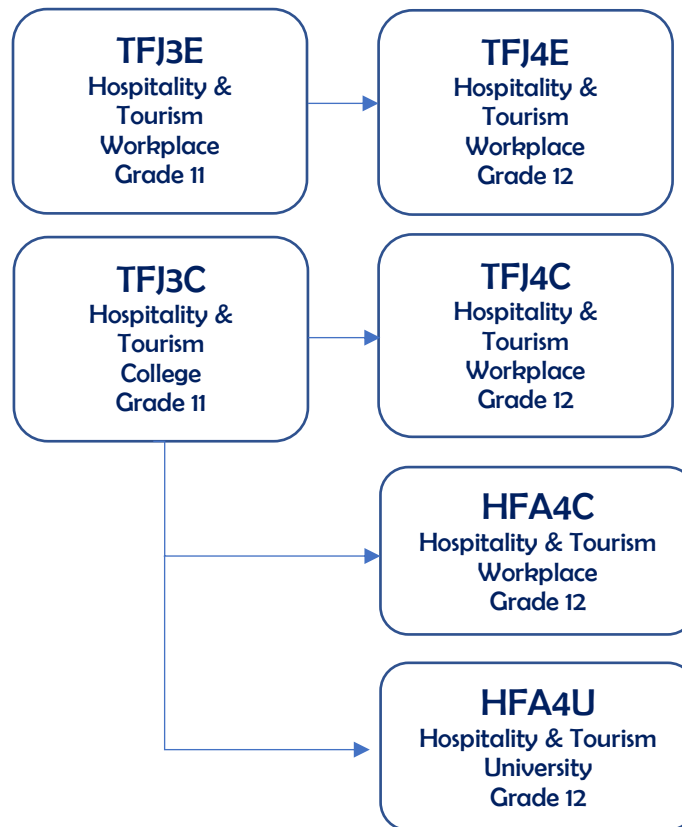 TFJ3E
Hospitality &
Tourism
Workplace
Grade 11
TFJ4E
Hospitality &
Tourism
Workplace
Grade 12
TFJ3C
Hospitality &
Tourism
College
Grade 11
TFJ4C
Hospitality &
Tourism
Workplace
Grade 12
HFA4C
Hospitality & Tourism
Workplace
Grade 12
HFA4U
Hospitality & Tourism
University
Grade 12